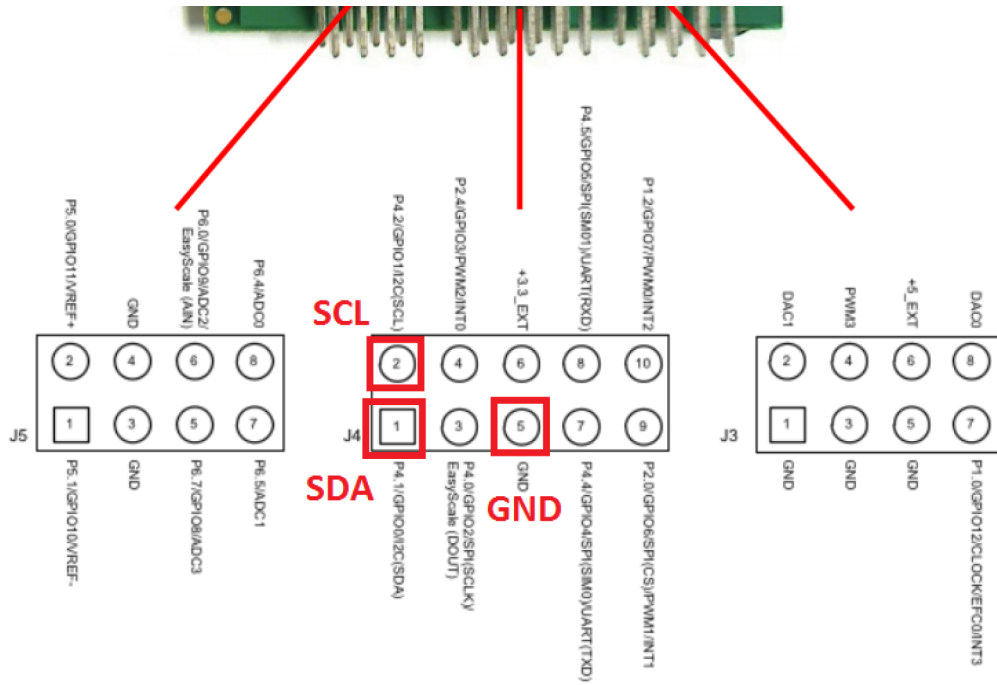 P5.0/GPIO11/VREF+
GND
P6.0/GPIO9/ADC2/
EasyScale (AIN)
P6.4/ADC0
2
4
6
8
J5
1
3
5
7
P5.1/GPIO10/VREF-
GND
P6.7/GPIO8/ADC3
P6.5/ADC1
P4.2/GPIO1/I2C(SCL)
P2.4/GPIO3/PWM2/INT0
+3.3_EXT
P4.5/GPIO5/SPI(SM01)/UART(RXD)
P1.2/GPIO7/PWM0/INT2
SCL
2
4
6
8
10
J4
1
3
5
7
9
SDA
GND
P4.1/GPIO0/I2C(SDA)
P4.0/GPIO2/SPI(SCLK)/
EasyScale (DOUT)
GND
P4.4/GPIO4/SPI(SIM0)/UART(TXD)
P2.0/GPIO6/SPI(CS)/PWM1/INT1
DAC1
PWM3
+5_EXT
DAC0
2
4
6
8
J3
1
3
5
7
GND
GND
GND
P1.0/GPIO12/CLOCK/EFC0/INT3